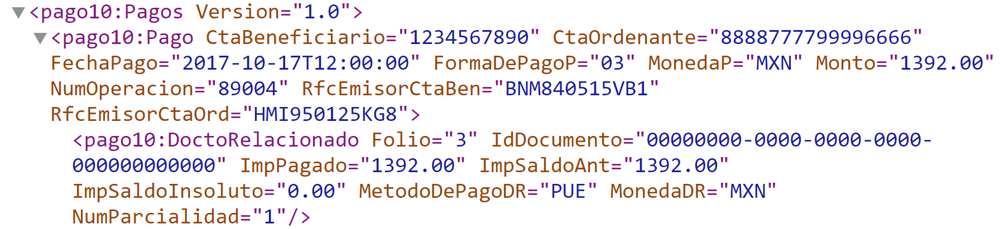 <pago10:Pagos Version="1.0">
<pago10:Pago CtaBeneficiario="1234567890" CtaOrdenante="8888777799996666"
FechaPago="2017-10-17T12:00:00" FormaDePagoP="03" MonedaP="MXN" Monto="1392.00"
NumOperacion="89004" RfcEmisorCtaBen="BNM840515VB1"
RfcEmisorCtaOrd="HMI950125KG8">
<pago10:DoctoRelacionado Folio="3" IdDocumento="00000000-0000-0000-0000-
000000000000" ImpPagado="1392.00" ImpSaldoAnt="1392.00"
ImpSaldoInsoluto="0.00" MetodoDePagoDR="PUE" MonedaDR="MXN"
NumParcialidad="1"/>